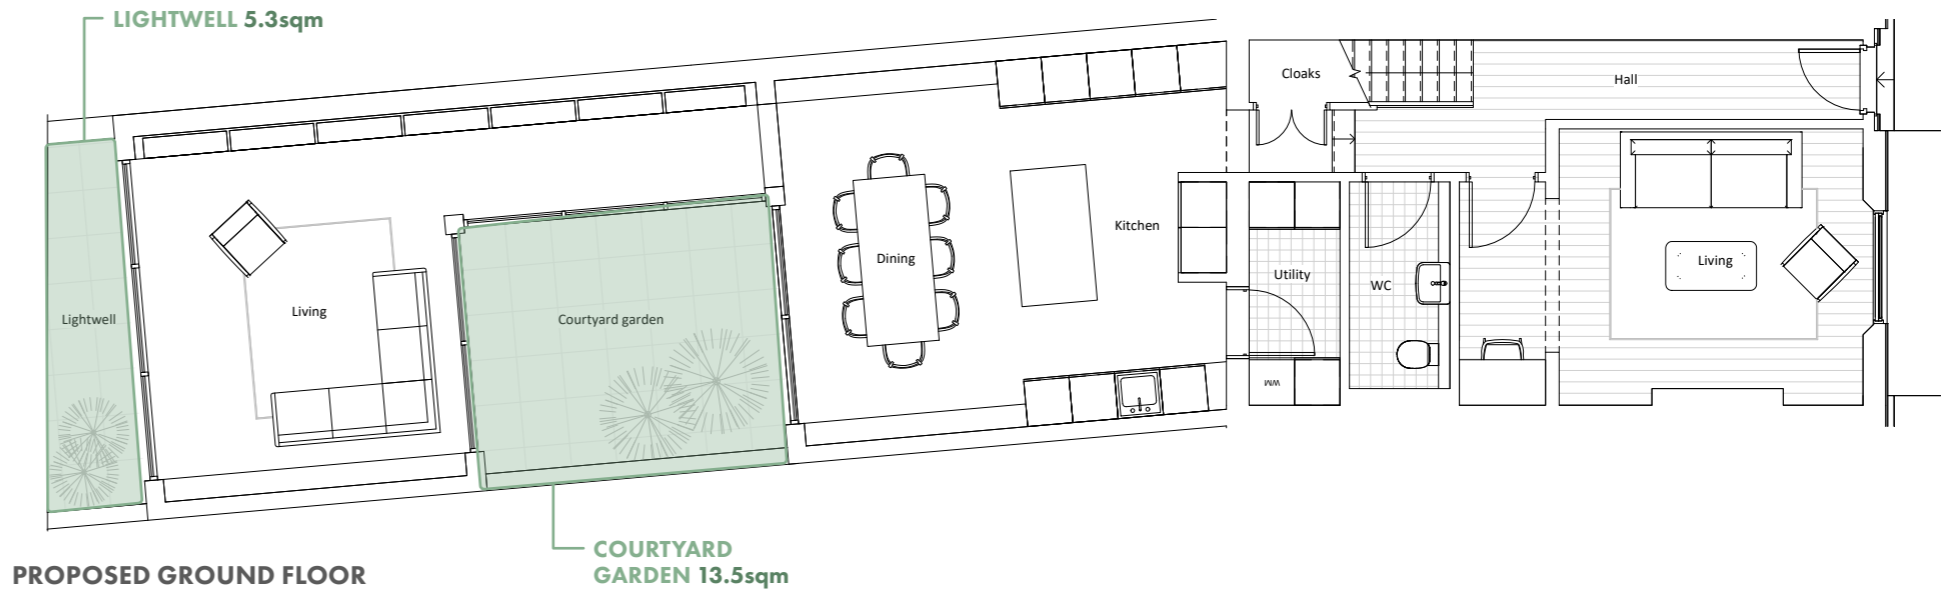 LIGHTWELL 5.3sqm
Cloaks
Hall
Kitchen
Dining
Living
Utility
WC
Living
Lightwell
Courtyard garden
WM
COURTYARD
GARDEN 13.5sqm
PROPOSED GROUND FLOOR